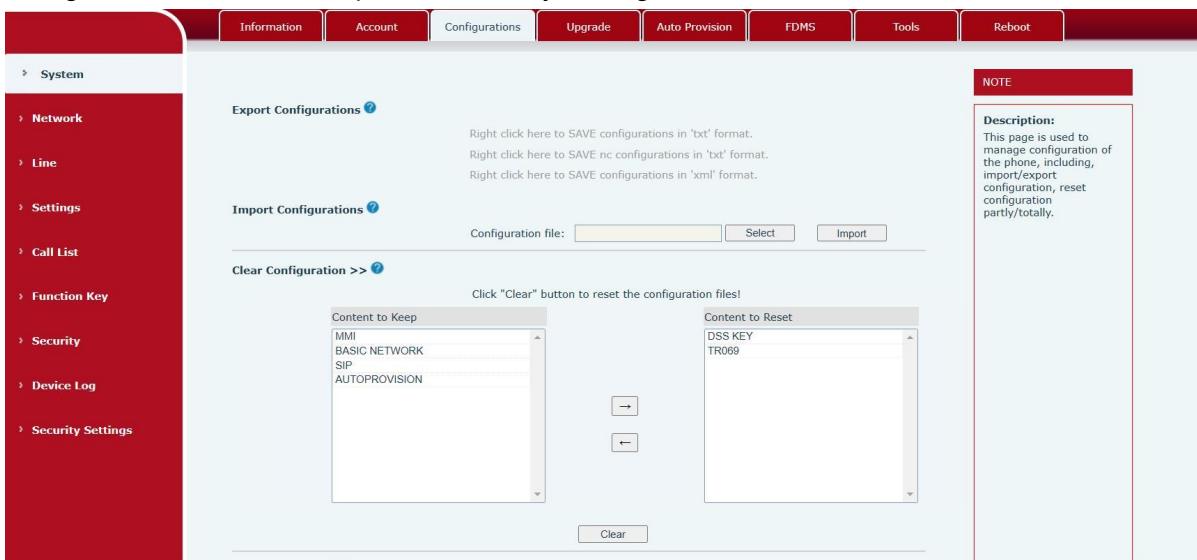 Information Account Configurations Upgrade Auto Provision FDMS Tools Reboot
› System
› Network
› Line
› Settings
› Call List
› Function Key
› Security
› Device Log
› Security Settings
Export Configurations ?
Right click here to SAVE configurations in 'txt' format.
Right click here to SAVE nc configurations in 'txt' format.
Right click here to SAVE configurations in 'xml' format.
Import Configurations ?
Configuration file: Select Import
Clear Configuration >> ?
Click "Clear" button to reset the configuration files!
Content to Keep
MMI
BASIC NETWORK
SIP
AUTOPROVISION
→
←
Content to Reset
DSS KEY
TR069
Clear
NOTE
Description:
This page is used to
manage configuration of
the phone, including,
import/export
configuration, reset
configuration
partly/totally.